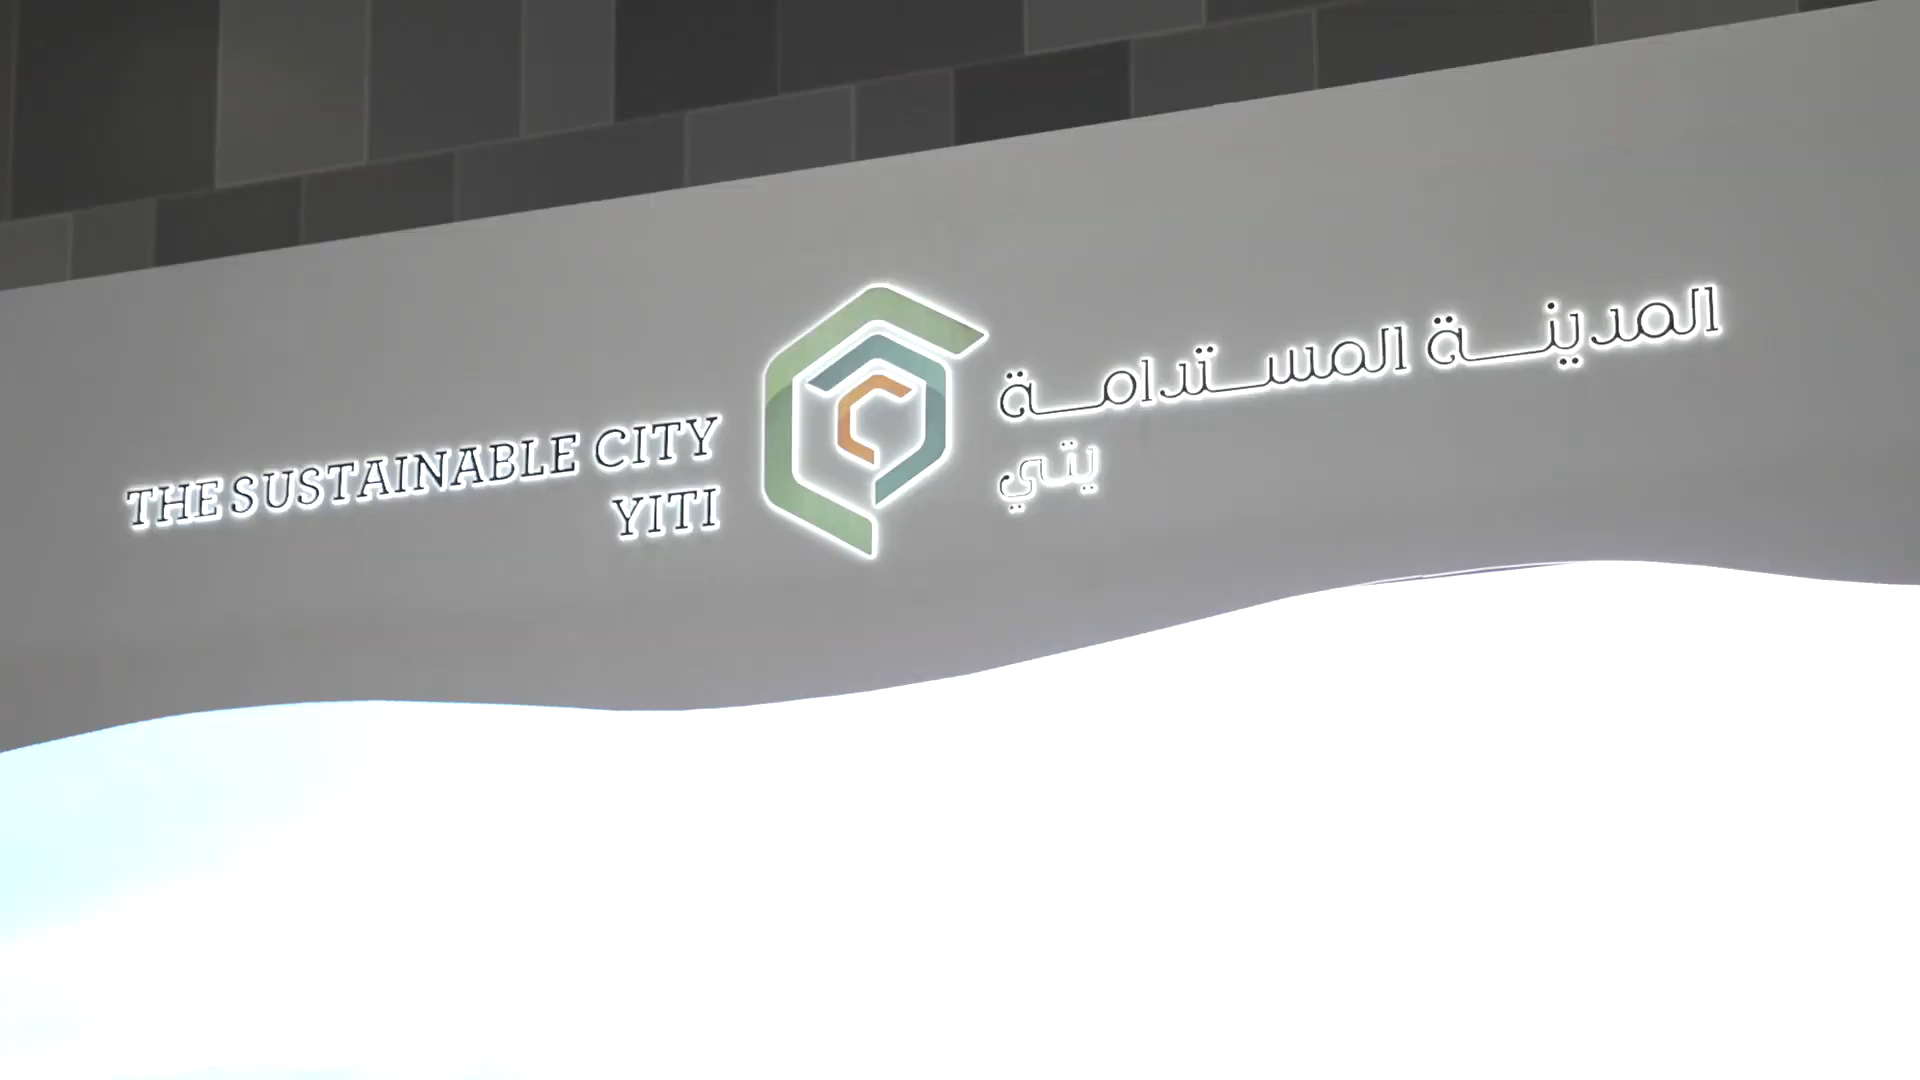 THE SUSTAINABLE CITY
YITI
المدينة المستدامة
يتي